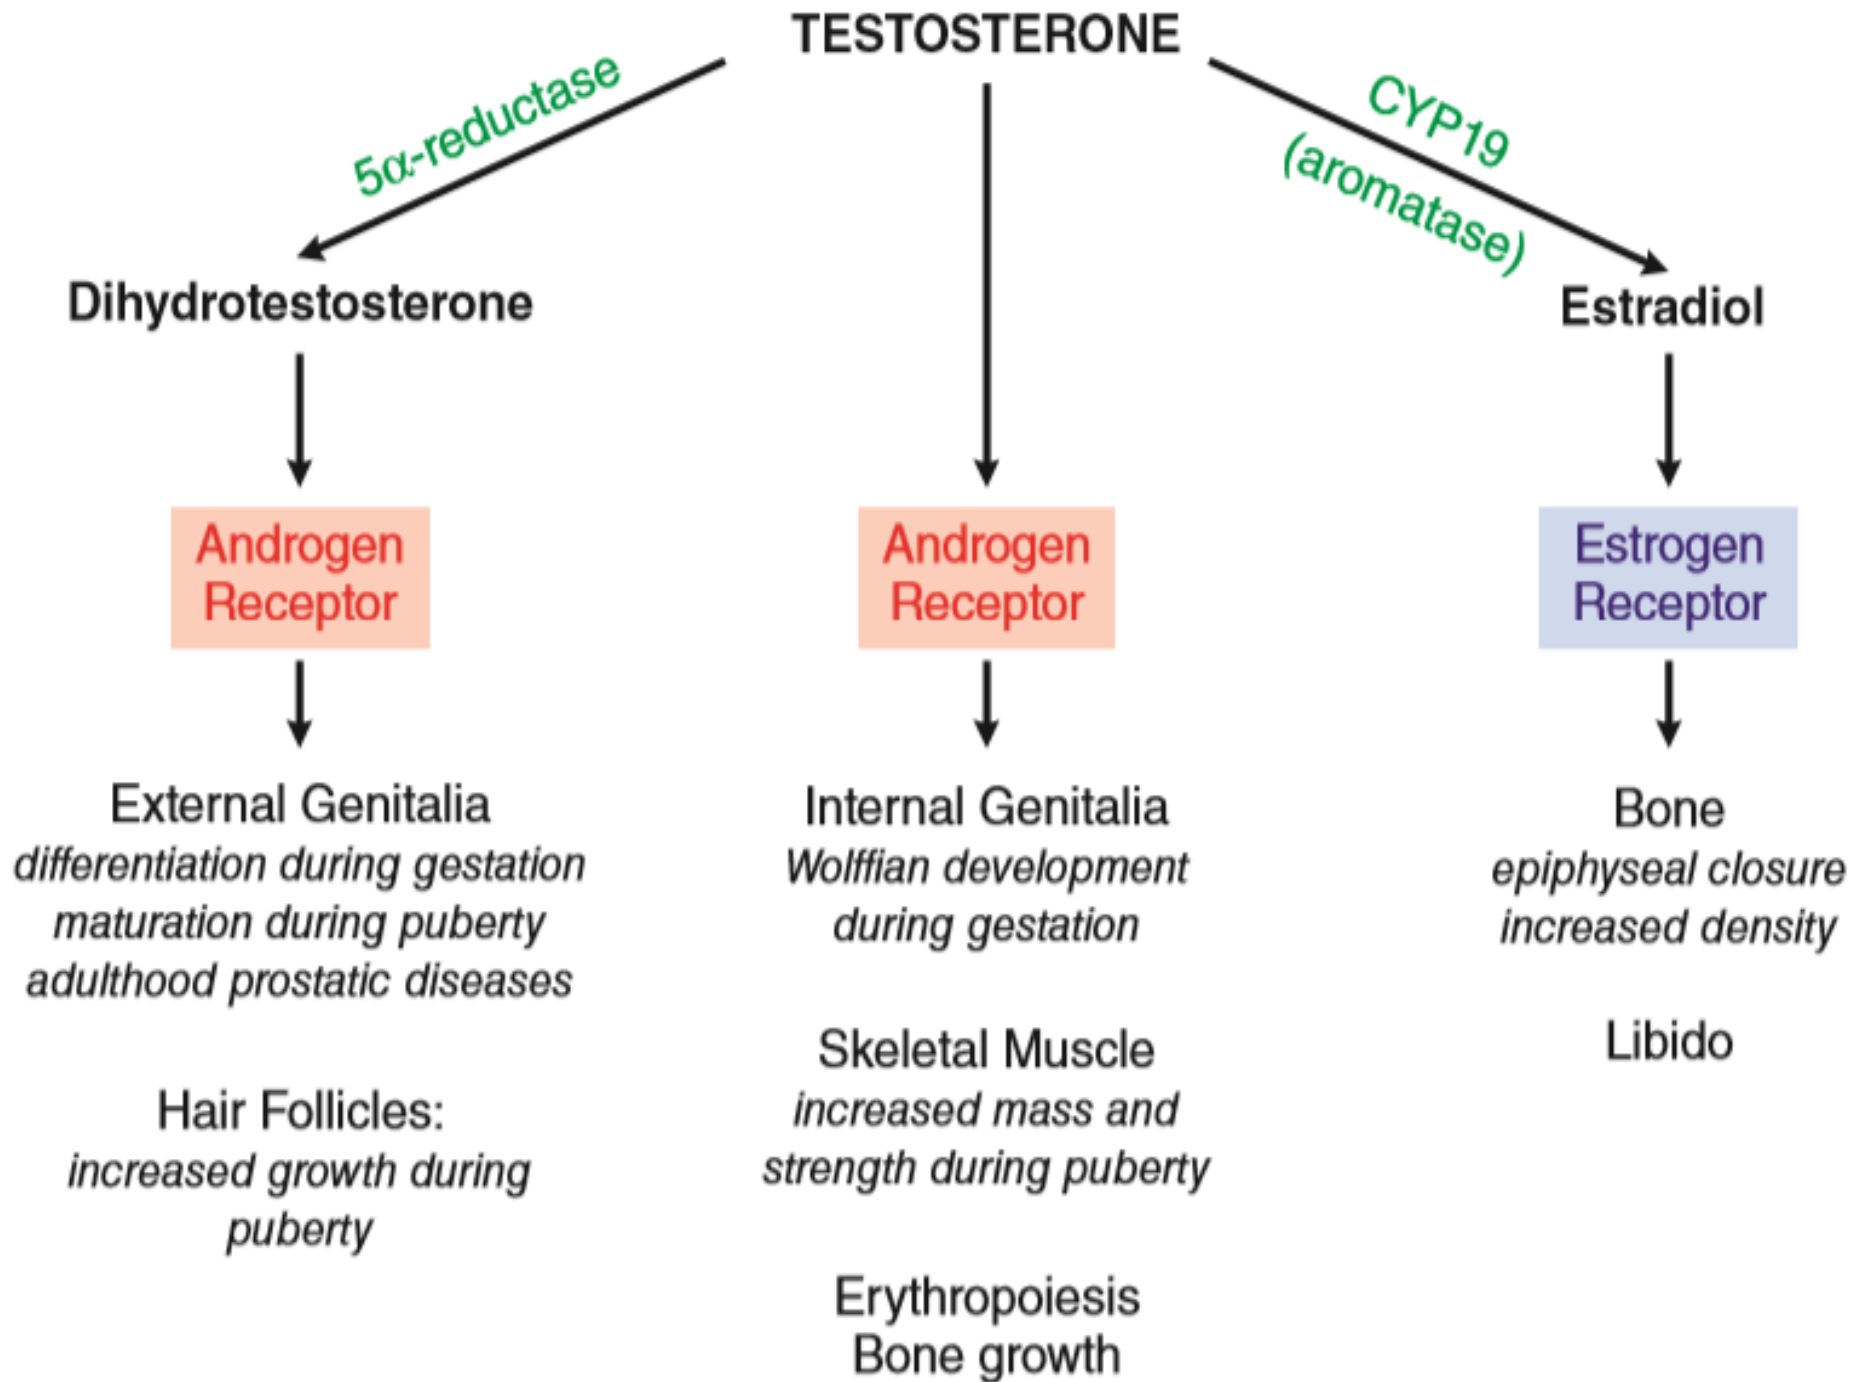 TESTOSTERONE
5α-reductase
CYP19
(aromatase)
Dihydrotestosterone
Estradiol
Androgen
Receptor
Androgen
Receptor
Estrogen
Receptor
External Genitalia
differentiation during gestation
maturation during puberty
adulthood prostatic diseases
Hair Follicles:
increased growth during
puberty
Internal Genitalia
Wolffian development
during gestation
Skeletal Muscle
increased mass and
strength during puberty
Erythropoiesis
Bone growth
Bone
epiphyseal closure
increased density
Libido